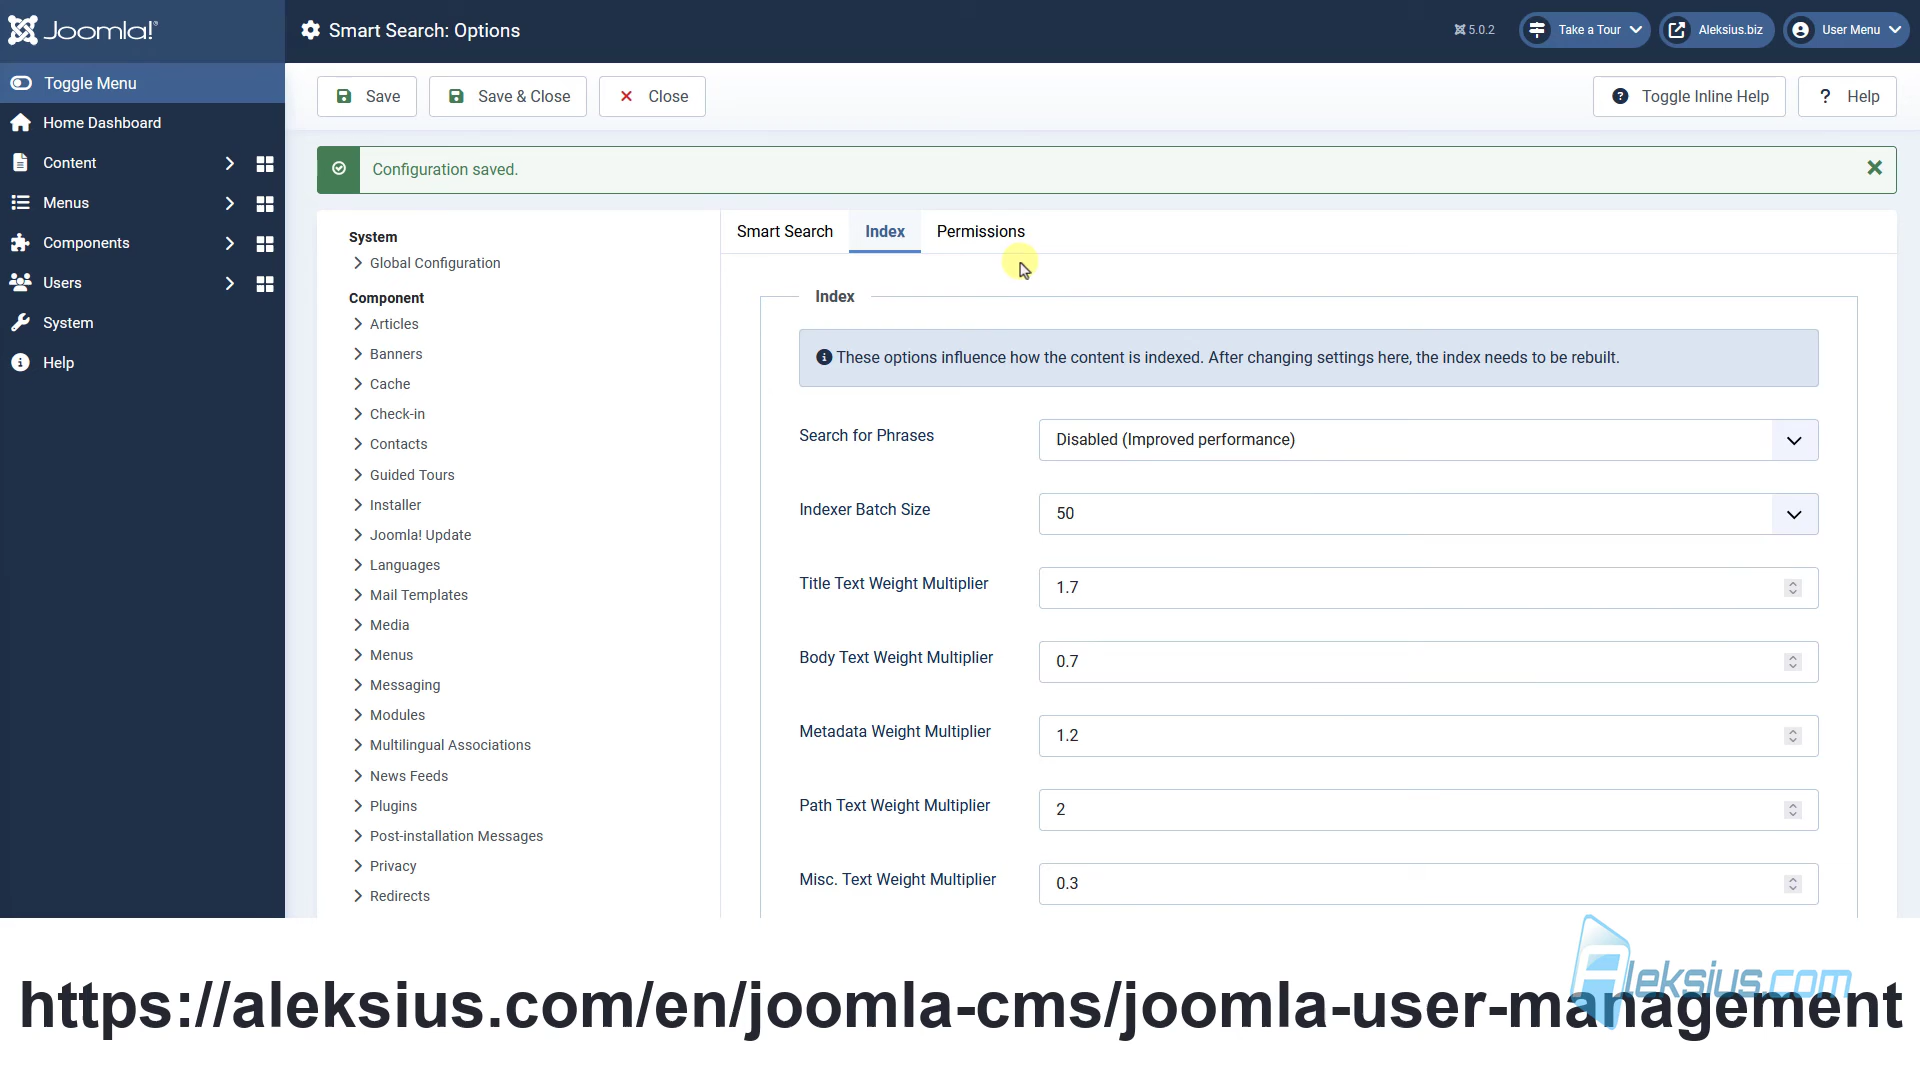 Joomla!®
Smart Search: Options
5.0.2
Take a Tour
Aleksius.biz
User Menu
Toggle Menu
Home Dashboard
Content
Menus
Components
Users
System
Help
Save
Save & Close
Close
Toggle Inline Help
? Help
Configuration saved.
System
Global Configuration
Component
Articles
Banners
Cache
Check-in
Contacts
Guided Tours
Installer
Joomla! Update
Languages
Mail Templates
Media
Menus
Messaging
Modules
Multilingual Associations
News Feeds
Plugins
Post-installation Messages
Privacy
Redirects
Smart Search
Index
Permissions
Index
These options influence how the content is indexed. After changing settings here, the index needs to be rebuilt.
Search for Phrases
Disabled (Improved performance)
Indexer Batch Size
50
Title Text Weight Multiplier
1.7
Body Text Weight Multiplier
0.7
Metadata Weight Multiplier
1.2
Path Text Weight Multiplier
2
Misc. Text Weight Multiplier
0.3
Aleksius.com
https://aleksius.com/en/joomla-cms/joomla-user-management